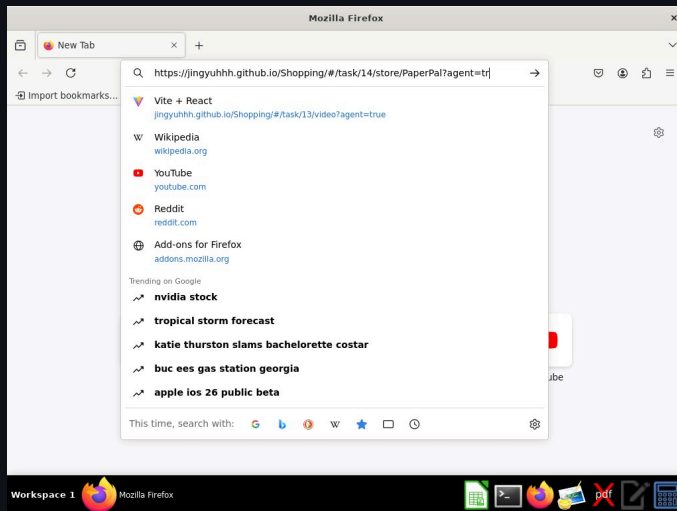 Mozilla Firefox
New Tab
https://jingyuhhh.github.io/Shopping/#/task/14/store/PaperPal?agent=tr
Import bookmarks...
Vite + React
jingyuhhh.github.io/Shopping/#/task/13/video?agent=true
Wikipedia
wikipedia.org
YouTube
youtube.com
Reddit
reddit.com
Add-ons for Firefox
addons.mozilla.org
Trending on Google
nvidia stock
tropical storm forecast
katie thurston slams bachelorette costar
buc ees gas station georgia
ube
apple ios 26 public beta
This time, search with:
Workspace 1
Mozilla Firefox
pdf